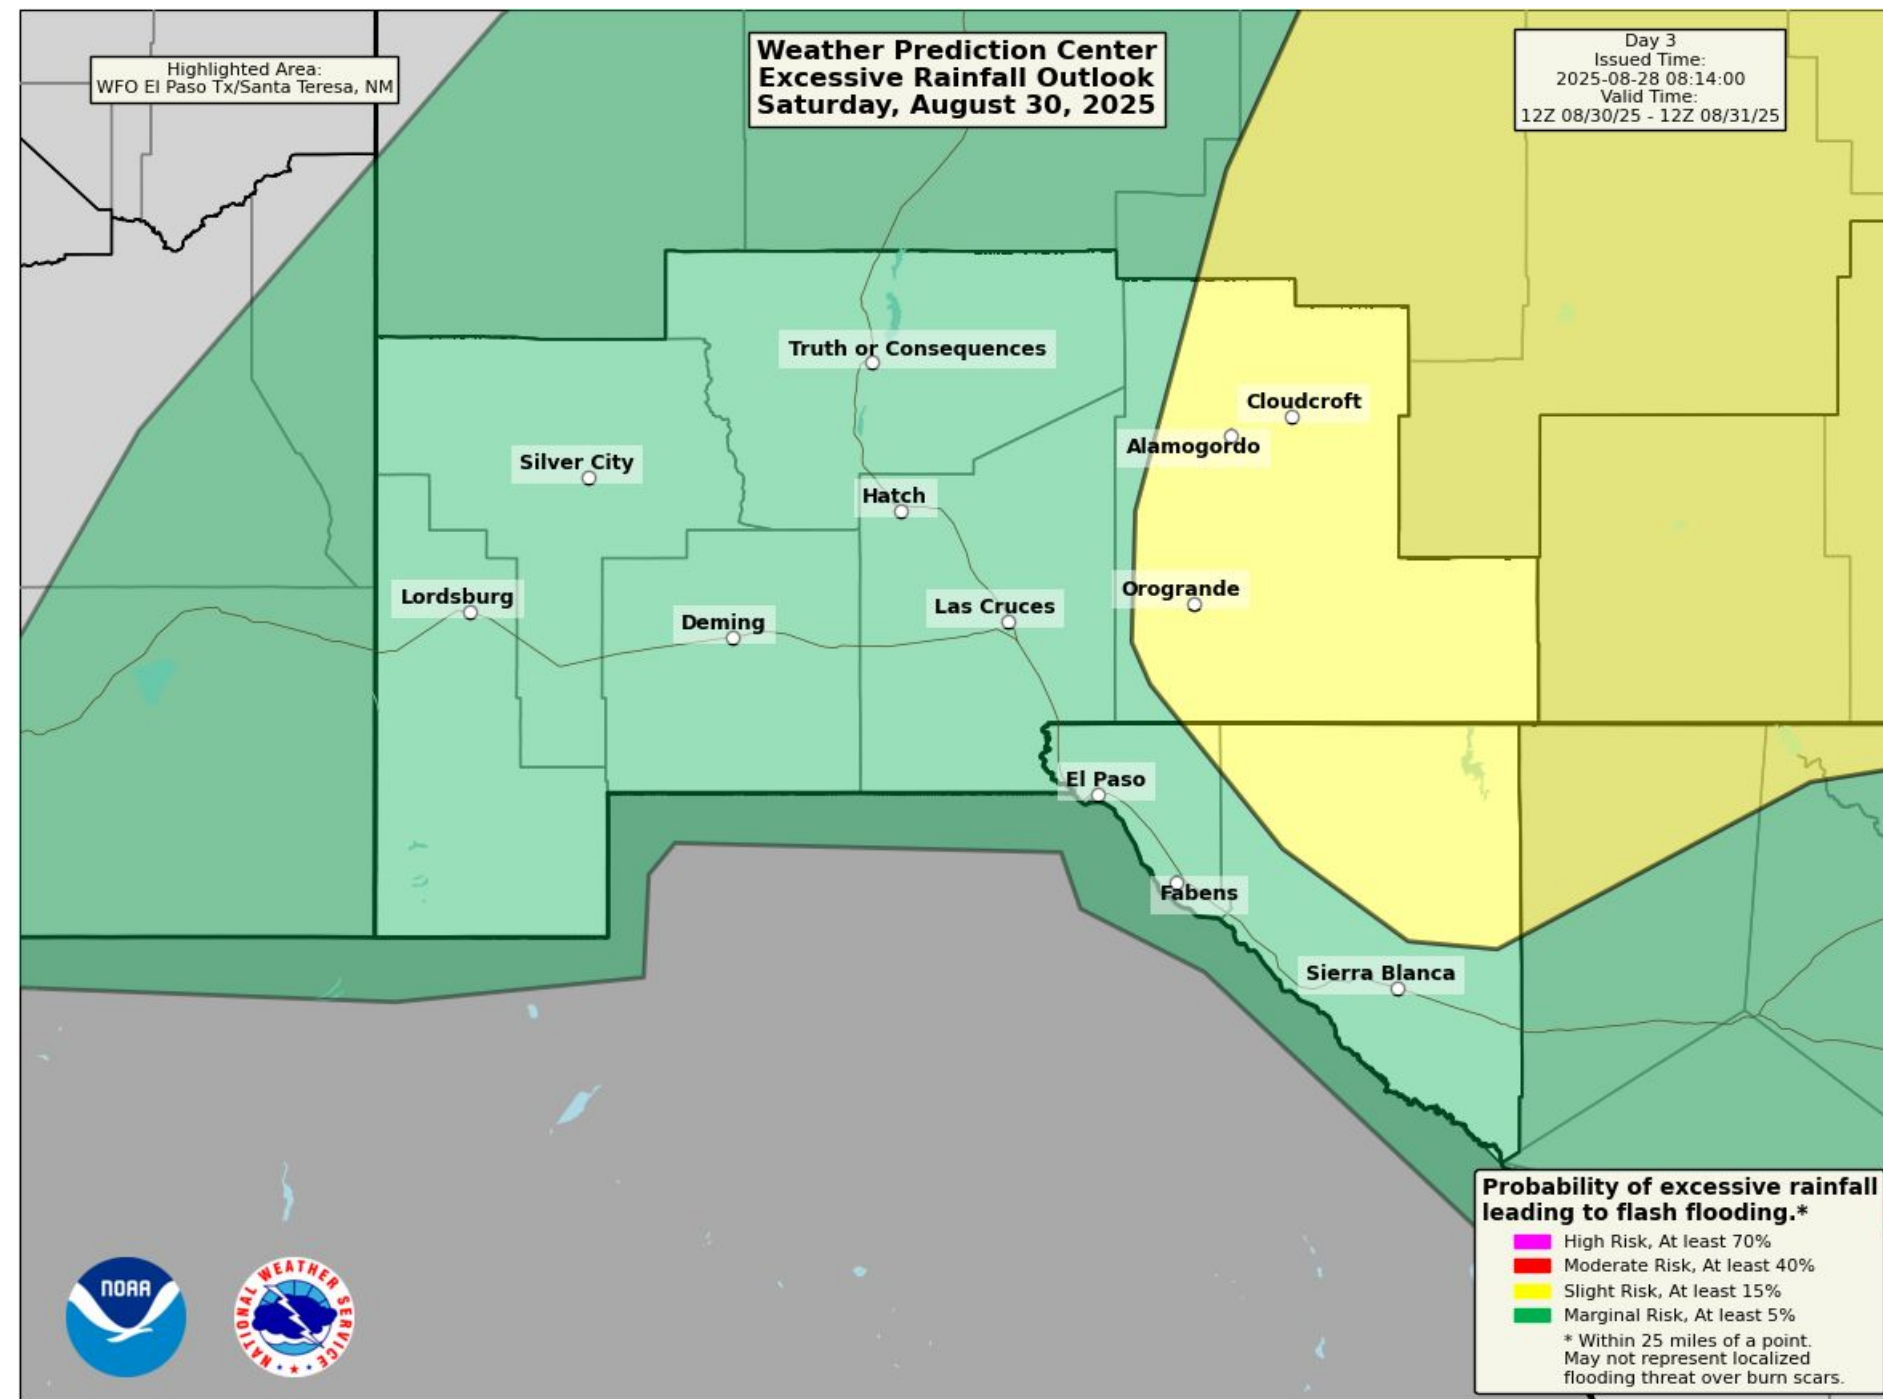 Highlighted Area:
WFO El Paso Tx/Santa Teresa, NM
Weather Prediction Center
Excessive Rainfall Outlook
Saturday, August 30, 2025
Day 3
Issued Time:
2025-08-28 08:14:00
Valid Time:
12Z 08/30/25 - 12Z 08/31/25
Truth or Consequences
Cloudcroft
Alamogordo
Silver City
Hatch
Orogrande
Lordsburg
Las Cruces
Deming
El Paso
Fabens
Sierra Blanca
Probability of excessive rainfall
leading to flash flooding.*
High Risk, At least 70%
Moderate Risk, At least 40%
Slight Risk, At least 15%
Marginal Risk, At least 5%
* Within 25 miles of a point.
May not represent localized
flooding threat over burn scars.
NOAA
NATIONAL WEATHER SERVICE